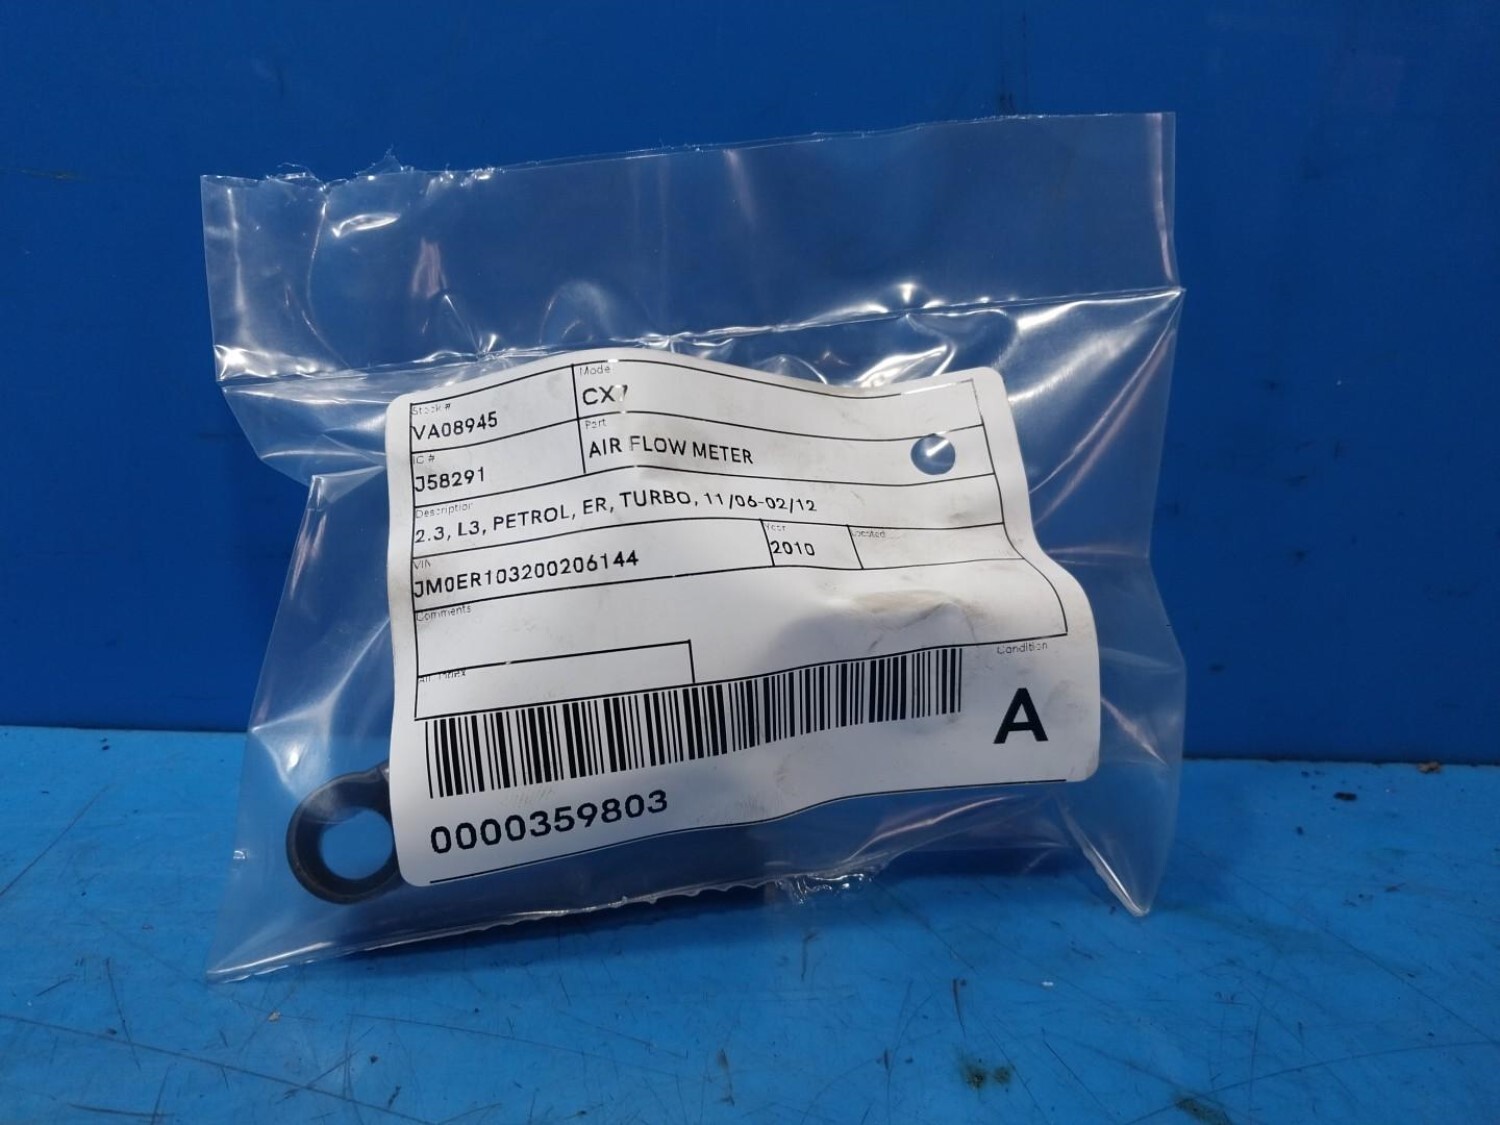 Stock #
VA08945
Model
CX7
IC #
J58291
Part
AIR FLOW METER
Description
2.3, L3, PETROL, ER, TURBO, 11/06-02/12
VIN
JM0ER103200206144
Year
2010
Located
Comments
Condition
A
0000359803